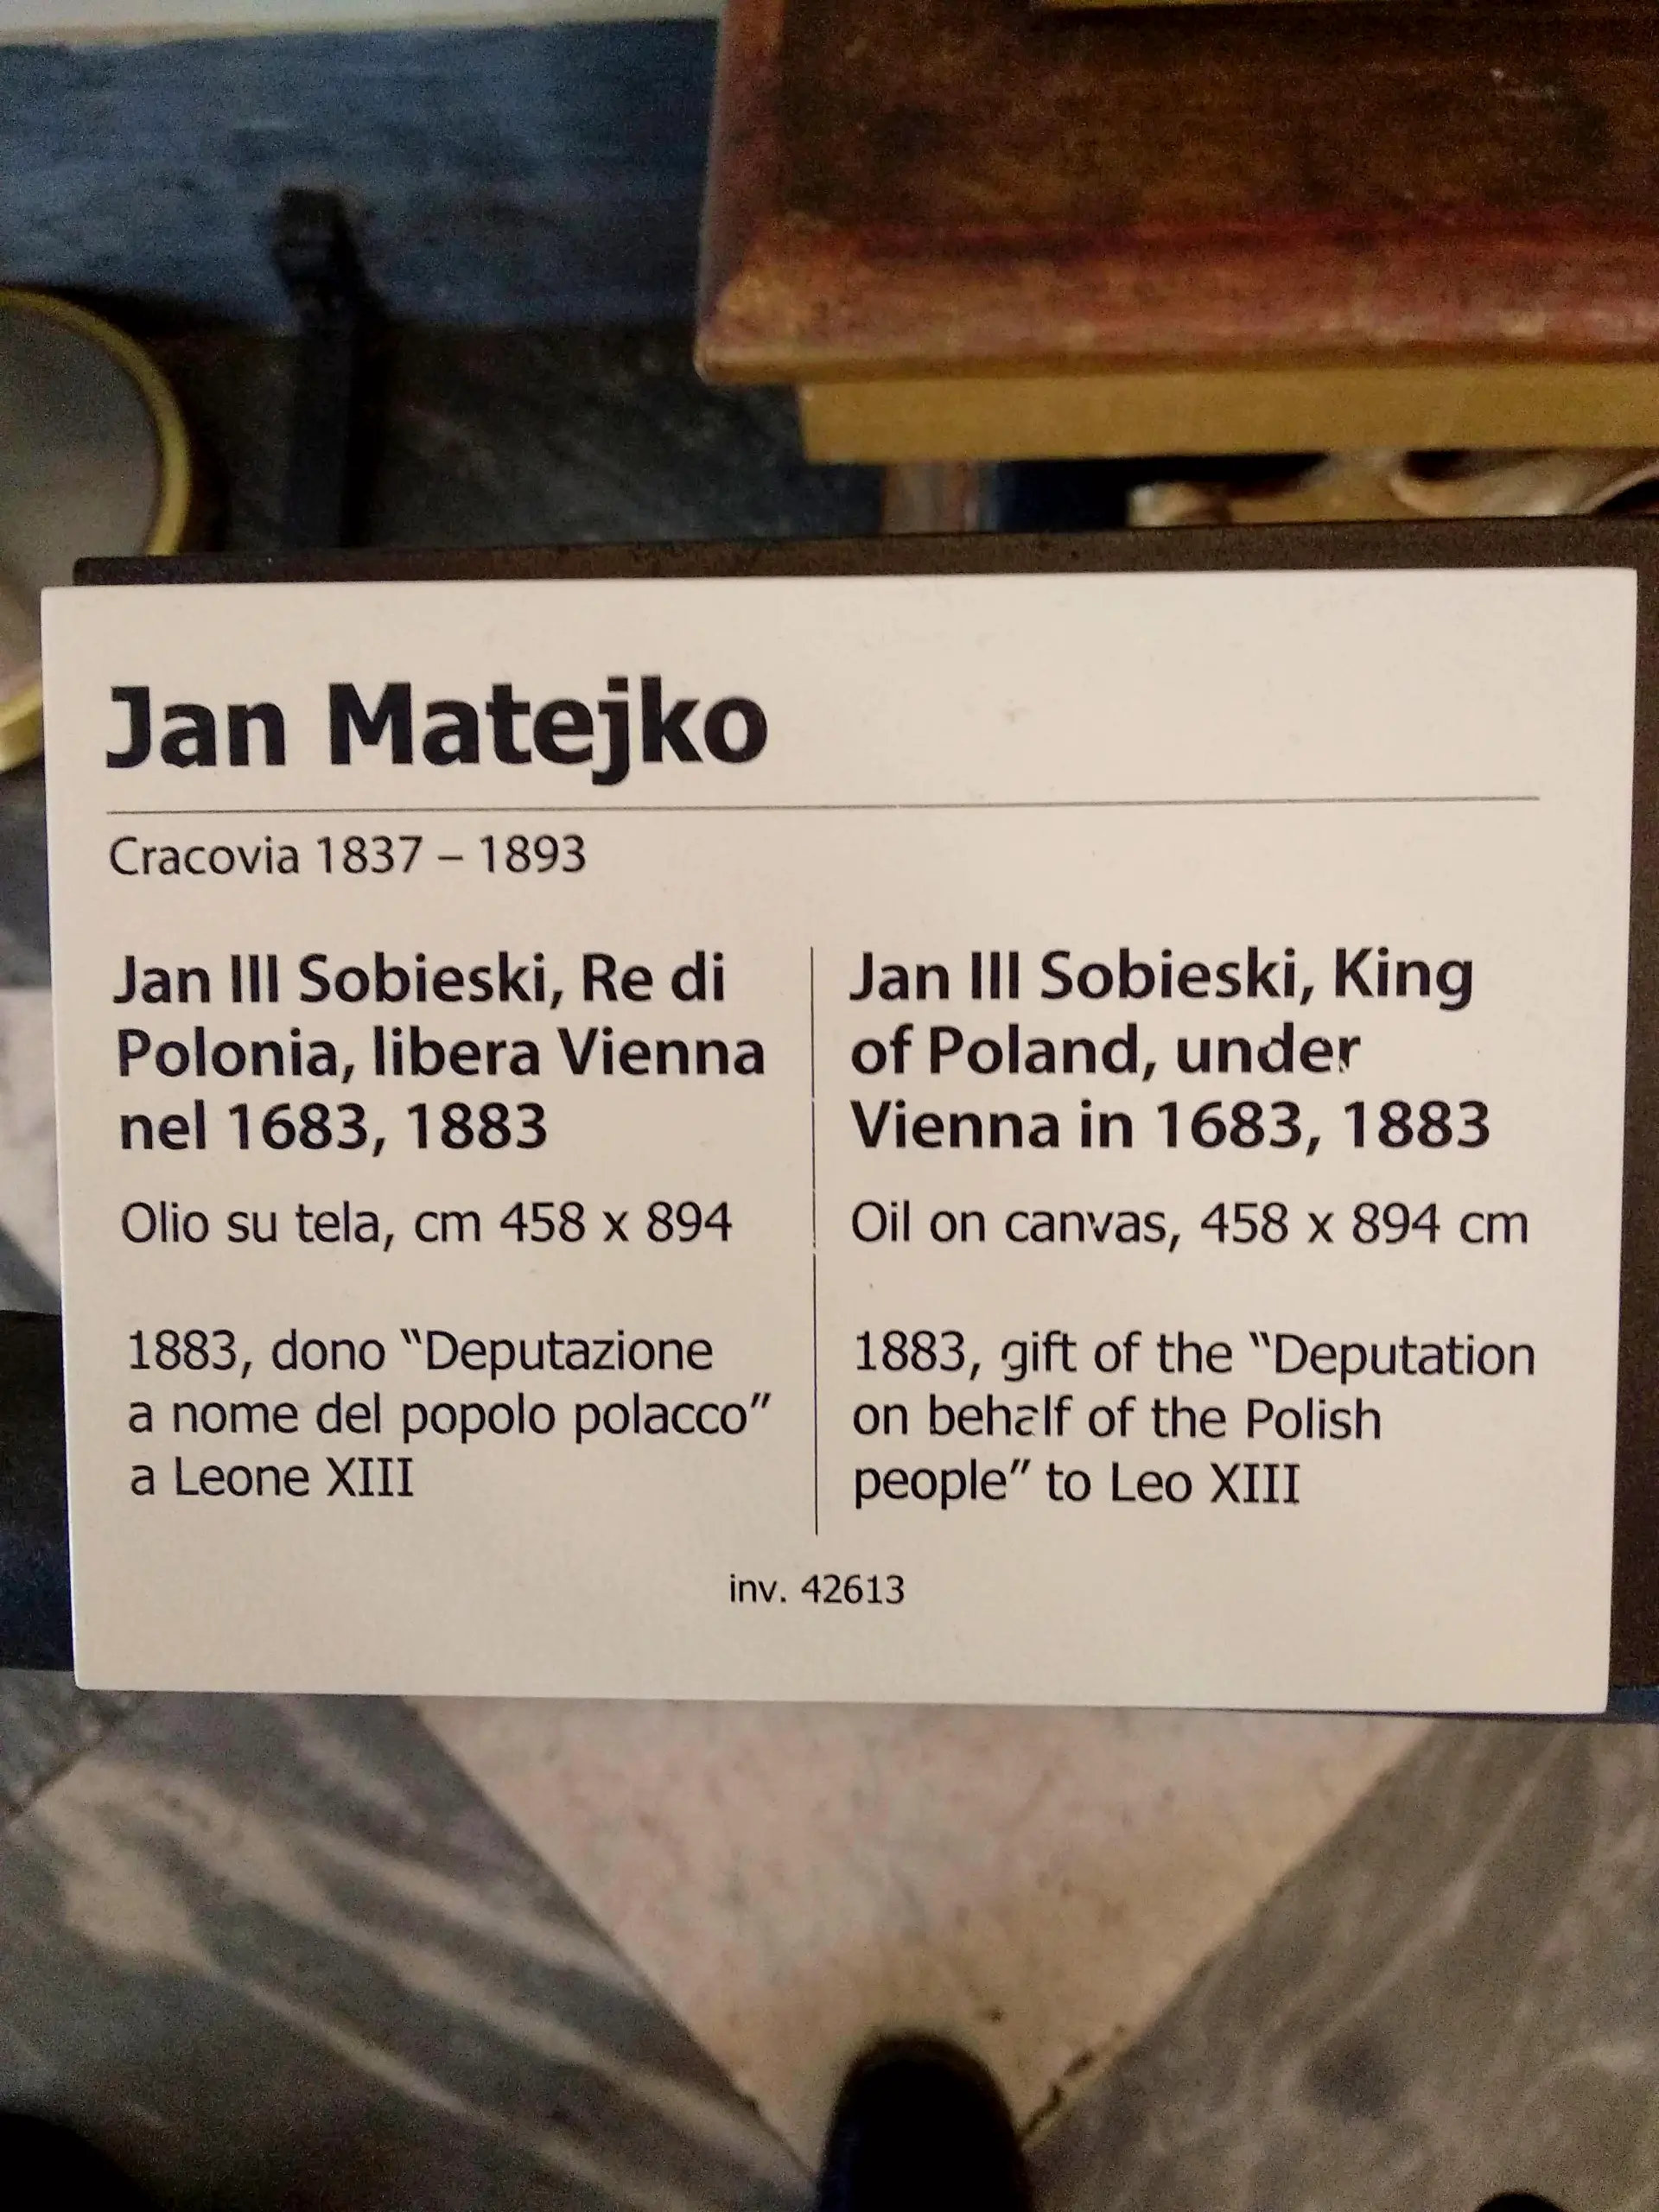 Jan Matejko
Cracovia 1837 – 1893
Jan III Sobieski, Re di
Polonia, libera Vienna
nel 1683, 1883
Olio su tela, cm 458 x 894
1883, dono “Deputazione
a nome del popolo polacco”
a Leone XIII
Jan III Sobieski, King
of Poland, under
Vienna in 1683, 1883
Oil on canvas, 458 x 894 cm
1883, gift of the “Deputation
on behalf of the Polish
people” to Leo XIII
inv. 42613